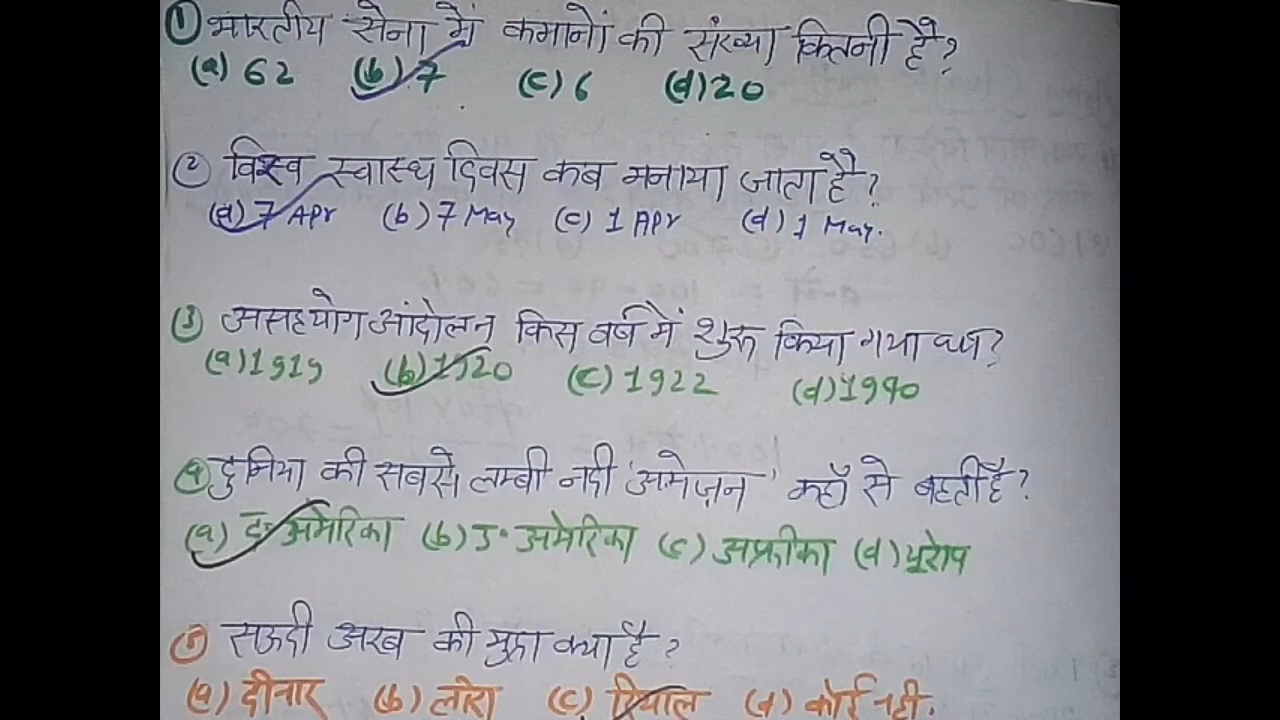 ① भारतीय सेना में कमानों की संख्या कितनी है?
(a) 62 (b) 7 (c) 6 (d) 20
② विस्व स्वास्थ दिवस कब मनाया जाता है?
(a) 7 Apr (b) 7 May (c) 1 Apr (d) 1 May.
③ असहयोग आंदोलन किस वर्ष में शुरू किया गया था?
(a) 1919 (b) 1920 (c) 1922 (d) 1940
④ दुनिया की सबसे लम्बी नदी 'अमेज़न' कहाँ से बहती है?
(a) द॰ अमेरिका (b) उ॰ अमेरिका (c) अफ्रीका (d) यूरोप
⑤ सऊदी अरब की मुद्रा क्या है?
(a) दीनार (b) लीरा (c) रियाल (d) कोई नही.